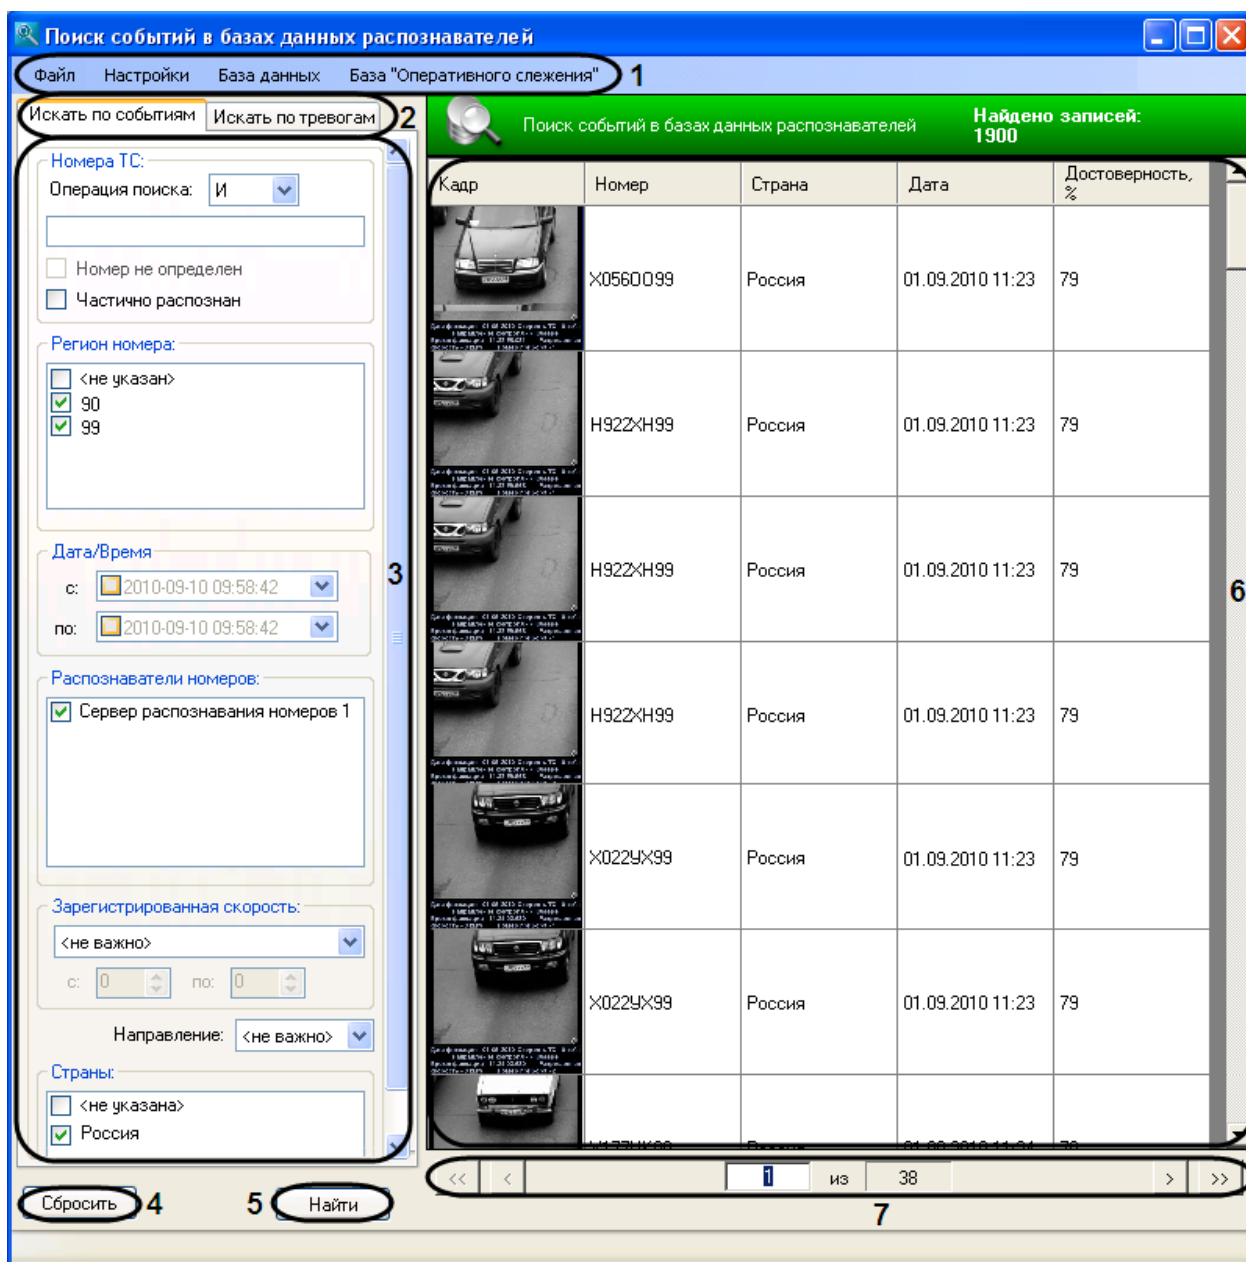 Поиск событий в базах данных распознавателей
Файл Настройки База данных База "Оперативного слежения" 1
Искать по событиям Искать по тревогам 2
Поиск событий в базах данных распознавателей
Найдено записей:
1900
Номера ТС:
Операция поиска: И
Номер не определен
Частично распознан
Регион номера:
<не указан>
90
99
Дата/Время
с: 2010-09-10 09:58:42
по: 2010-09-10 09:58:42
3
Распознаватели номеров:
Сервер распознавания номеров 1
Зарегистрированная скорость:
<не важно>
с: 0 по: 0
Направление: <не важно>
Страны:
<не указана>
Россия
Сбросить 4 5 Найти
Кадр Номер Страна Дата Достоверность, %
X056OO99 Россия 01.09.2010 11:23 79
H922XH99 Россия 01.09.2010 11:23 79
H922XH99 Россия 01.09.2010 11:23 79
6
H922XH99 Россия 01.09.2010 11:23 79
X022УX99 Россия 01.09.2010 11:23 79
X022УX99 Россия 01.09.2010 11:23 79
<< < 1 из 38 > >>
7